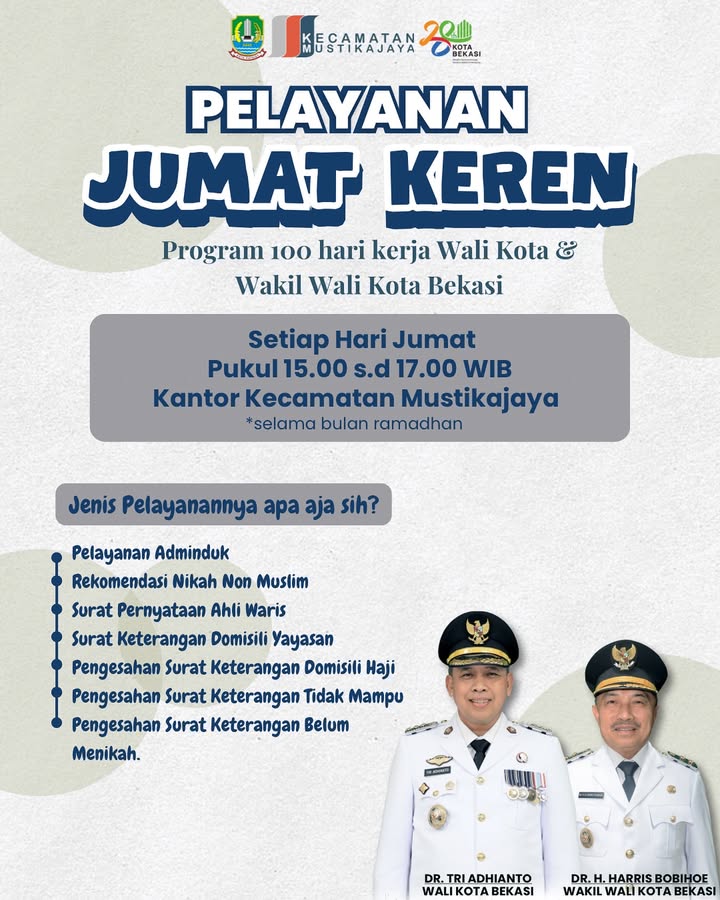 KECAMATAN
MUSTIKAJAYA
28
KOTA
BEKASI
PELAYANAN
JUMAT KEREN
Program 100 hari kerja Wali Kota &
Wakil Wali Kota Bekasi
Setiap Hari Jumat
Pukul 15.00 s.d 17.00 WIB
Kantor Kecamatan Mustikajaya
*selama bulan ramadhan
Jenis Pelayanannya apa aja sih?
Pelayanan Adminduk
Rekomendasi Nikah Non Muslim
Surat Pernyataan Ahli Waris
Surat Keterangan Domisili Yayasan
Pengesahan Surat Keterangan Domisili Haji
Pengesahan Surat Keterangan Tidak Mampu
Pengesahan Surat Keterangan Belum
Menikah.
TRI ADHIANTO
DR. TRI ADHIANTO
WALI KOTA BEKASI
DR. H. HARRIS BOBIHOE
WAKIL WALI KOTA BEKASI